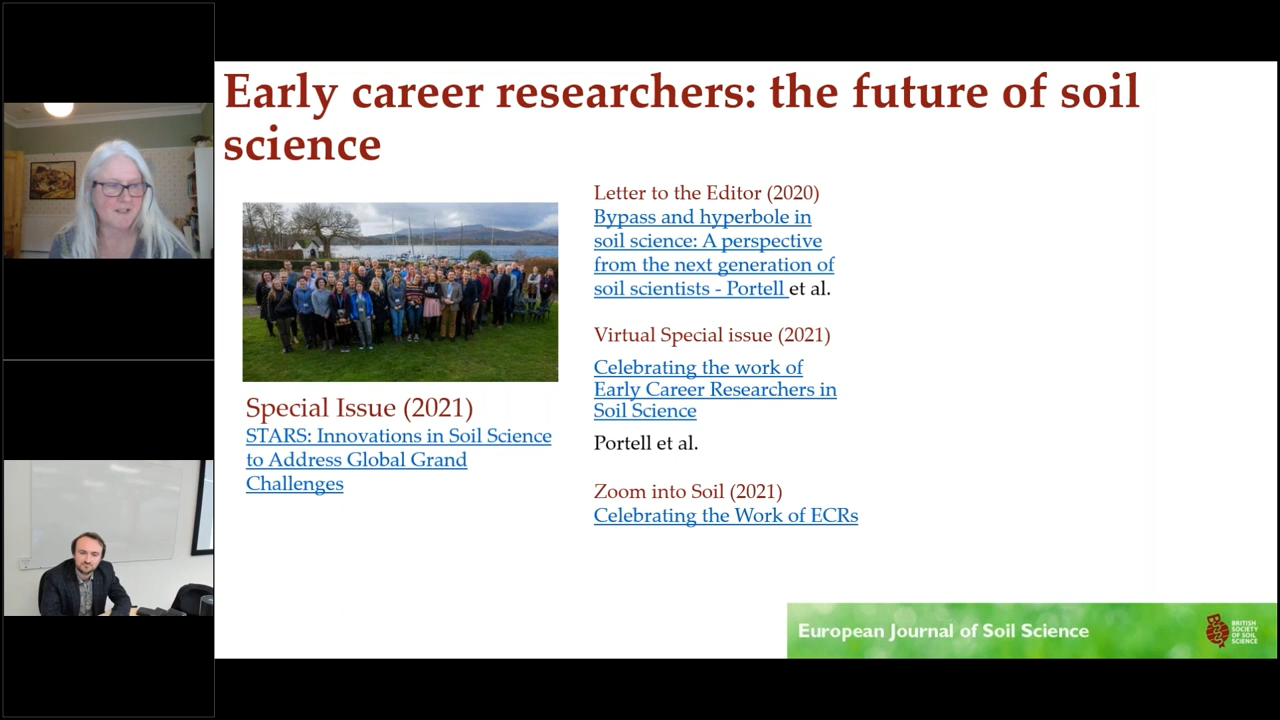 Early career researchers: the future of soil
science
Special Issue (2021)
STARS: Innovations in Soil Science
to Address Global Grand
Challenges
Letter to the Editor (2020)
Bypass and hyperbole in
soil science: A perspective
from the next generation of
soil scientists - Portell et al.
Virtual Special issue (2021)
Celebrating the work of
Early Career Researchers in
Soil Science
Portell et al.
Zoom into Soil (2021)
Celebrating the Work of ECRs
European Journal of Soil Science
BRITISH
SOCIETY
OF SOIL
SCIENCE